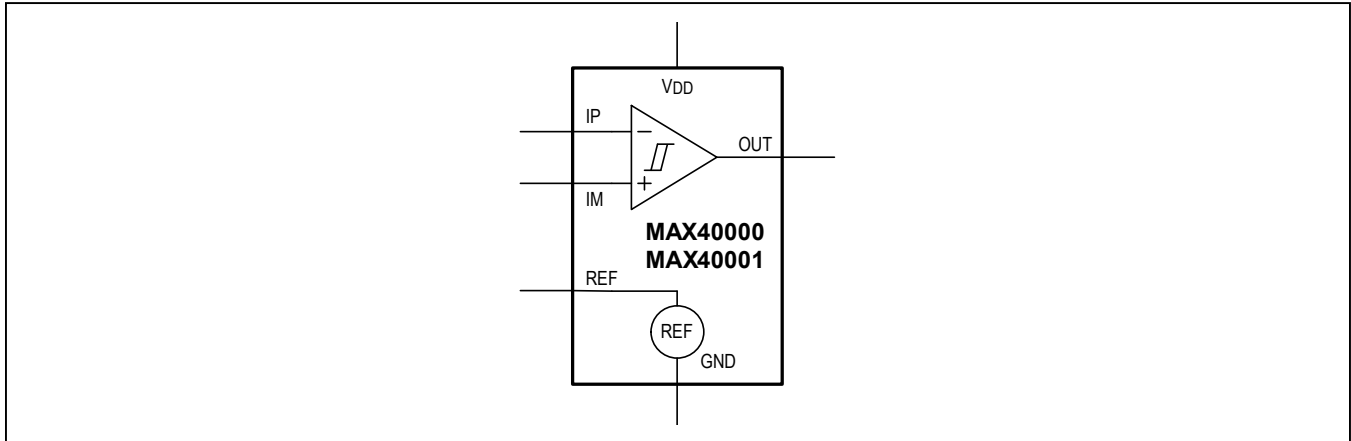 VDD
IP
−
OUT
+
IM
MAX40000
MAX40001
REF
REF
GND